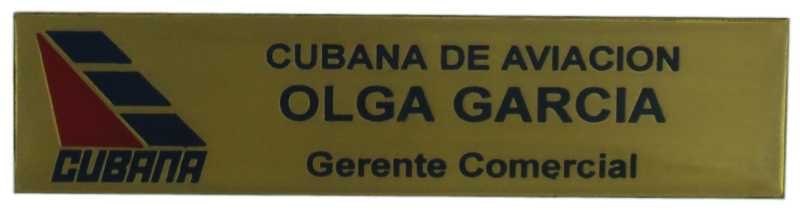 CUBANA DE AVIACION
OLGA GARCIA
Gerente Comercial
CUBANA